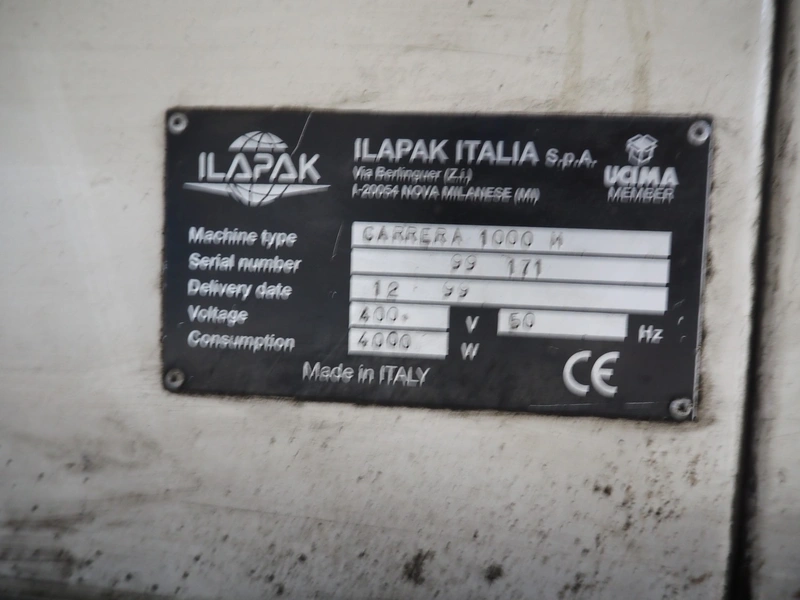 ILAPAK
ILAPAK ITALIA S.p.A.
Via Berlinguer (Z.i.)
I-20054 NOVA MILANESE (MI)
UCIMA
MEMBER
Machine type CARRERA 1000 M
Serial number 99 171
Delivery date 12 99
Voltage 400 V 50 Hz
Consumption 4000 W
Made in ITALY
CE